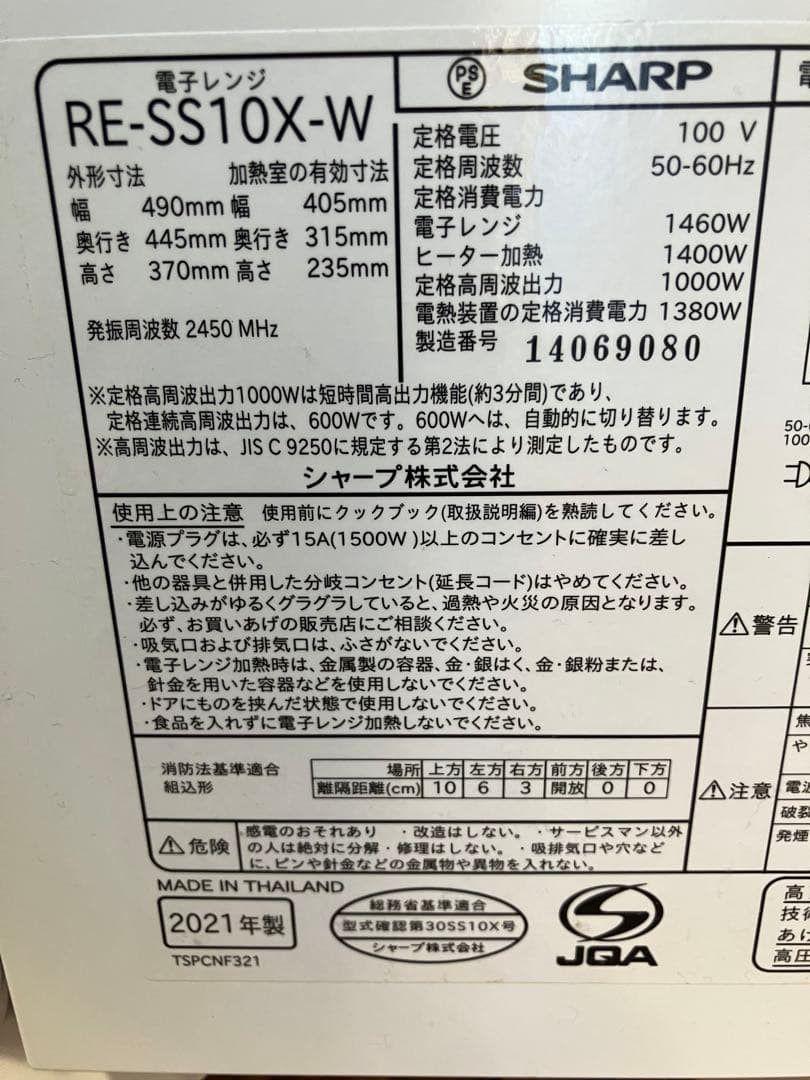 電子レンジ
RE-SS10X-W
外形寸法 加熱室の有効寸法
幅 490mm 幅 405mm
奥行き 445mm 奥行き 315mm
高さ 370mm 高さ 235mm
発振周波数 2450 MHz
PS
E
SHARP
定格電圧 100 V
定格周波数 50-60Hz
定格消費電力
電子レンジ 1460W
ヒーター加熱 1400W
定格高周波出力 1000W
電熱装置の定格消費電力 1380W
製造番号 14069080
※定格高周波出力1000Wは短時間高出力機能(約3分間)であり、
定格連続高周波出力は、600Wです。600Wへは、自動的に切り替ります。
※高周波出力は、JIS C 9250に規定する第2法により測定したものです。
シャープ株式会社
使用上の注意 使用前にクックブック(取扱説明編)を熟読してください。
・電源プラグは、必ず15A(1500W)以上のコンセントに確実に差し
込んでください。
・他の器具と併用した分岐コンセント(延長コード)はやめてください。
・差し込みがゆるくグラグラしていると、過熱や火災の原因となります。
必ず、お買いあげの販売店にご相談ください。
・吸気口および排気口は、ふさがないでください。
・電子レンジ加熱時は、金属製の容器、金・銀はく、金・銀粉または、
針金を用いた容器などを使用しないでください。
・ドアにものを挟んだ状態で使用しないでください。
・食品を入れずに電子レンジ加熱しないでください。
消防法基準適合
組込形
場所 上方 左方 右方 前方 後方 下方
離隔距離(cm) 10 6 3 開放 0 0
危険
感電のおそれあり ・改造はしない。・サービスマン以外
の人は絶対に分解・修理はしない。・吸排気口や穴など
に、ピンや針金などの金属物や異物を入れない。
MADE IN THAILAND
2021年製
TSPCNF321
総務省基準適合
型式確認第30SS10X号
シャープ株式会社
JQA
電
50-
100
警告
注意
焦
や
電波
破裂
発煙
高
技術
あけ
高圧